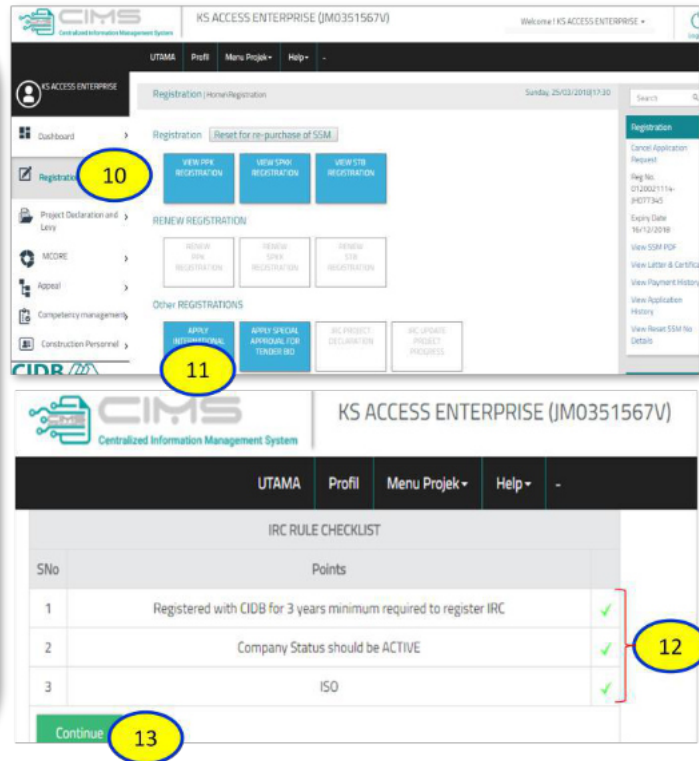 CIMS
Centralized Information Management System
KS ACCESS ENTERPRISE (JM0351567V)
Welcome ! KS ACCESS ENTERPRISE
UTAMA Profil Menu Projek Help -
KS ACCESS ENTERPRISE
Registration | Home\Registration
Sunday, 25/03/2018|17:30
Search
Dashboard
Registration Reset for re-purchase of SSM
Registration
Cancel Application
Request
Reg No.
0120021114-
JH077345
Expiry Date
16/12/2018
View SSM PDF
View Letter & Certifica
View Payment History
View Application
History
View Reset SSM No
Details
Registratio
10
VIEW PPK
REGISTRATION
VIEW SPKK
REGISTRATION
VIEW STB
REGISTRATION
Project Declaration and
Levy
RENEW REGISTRATION
MCORE
RENEW
PPK
REGISTRATION
RENEW
SPKK
REGISTRATION
RENEW
STB
REGISTRATION
Appeal
Competency management
Other REGISTRATIONS
Construction Personnel
APPLY
INTERNATIONAL
APPLY SPECIAL
APPROVAL FOR
TENDER BID
IRC PROJECT
DECLARATION
IRC UPDATE
PROJECT
PROGRESS
11
CIDB
CIMS
Centralized Information Management System
KS ACCESS ENTERPRISE (JM0351567V)
UTAMA Profil Menu Projek Help -
IRC RULE CHECKLIST
SNo Points
1 Registered with CIDB for 3 years minimum required to register IRC
2 Company Status should be ACTIVE
3 ISO
12
Continue
13